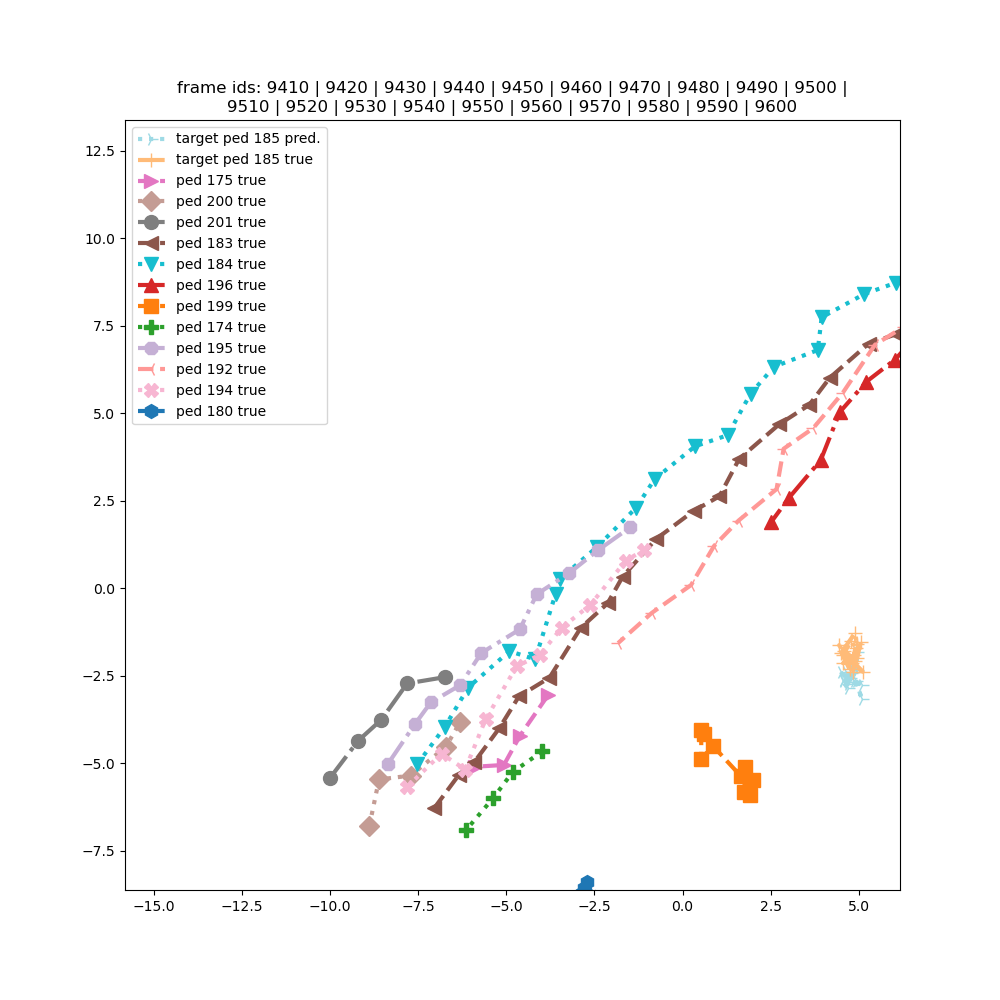 frame ids: 9410 | 9420 | 9430 | 9440 | 9450 | 9460 | 9470 | 9480 | 9490 | 9500 |
9510 | 9520 | 9530 | 9540 | 9550 | 9560 | 9570 | 9580 | 9590 | 9600
target ped 185 pred.
target ped 185 true
ped 175 true
ped 200 true
ped 201 true
ped 183 true
ped 184 true
ped 196 true
ped 199 true
ped 174 true
ped 195 true
ped 192 true
ped 194 true
ped 180 true
12.5
10.0
7.5
5.0
2.5
0.0
−2.5
−5.0
−7.5
−15.0 −12.5 −10.0 −7.5 −5.0 −2.5 0.0 2.5 5.0